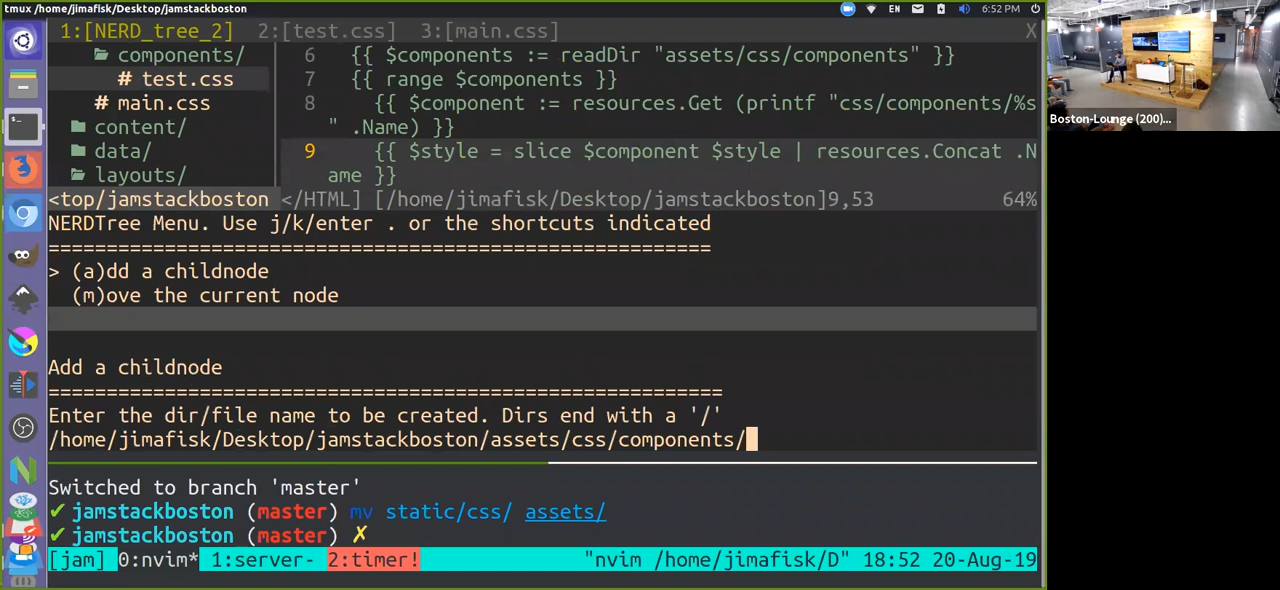 tmux /home/jimafisk/Desktop/jamstackboston
EN 6:52 PM
1:[NERD_tree_2] 2:[test.css] 3:[main.css] X
components/
# test.css
# main.css
content/
data/
layouts/
6 {{ $components := readDir "assets/css/components" }}
7 {{ range $components }}
8 {{ $component := resources.Get (printf "css/components/%s
" .Name) }}
9 {{ $style = slice $component $style | resources.Concat .N
ame }}
<top/jamstackboston </HTML] [/home/jimafisk/Desktop/jamstackboston]9,53 64%
NERDTree Menu. Use j/k/enter . or the shortcuts indicated
=========================================================
> (a)dd a childnode
(m)ove the current node
Add a childnode
==========================================================
Enter the dir/file name to be created. Dirs end with a '/'
/home/jimafisk/Desktop/jamstackboston/assets/css/components/
Switched to branch 'master'
✔ jamstackboston (master) mv static/css/ assets/
✔ jamstackboston (master) ✗
[jam] 0:nvim* 1:server- 2:timer! "nvim /home/jimafisk/D" 18:52 20-Aug-19
Boston-Lounge (200)...